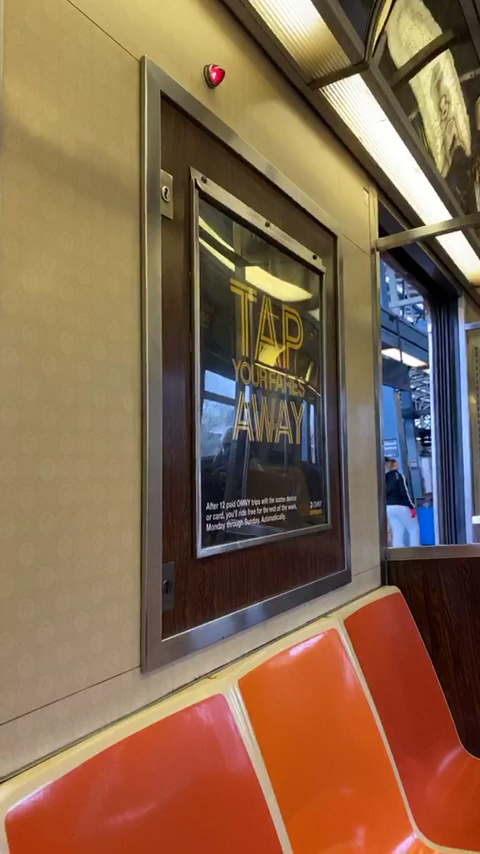 TAP
YOUR FARES
AWAY
After 12 paid OMNY trips with the same device
or card, you'll ride free for the rest of the week,
Monday through Sunday. Automatically.
OMNY